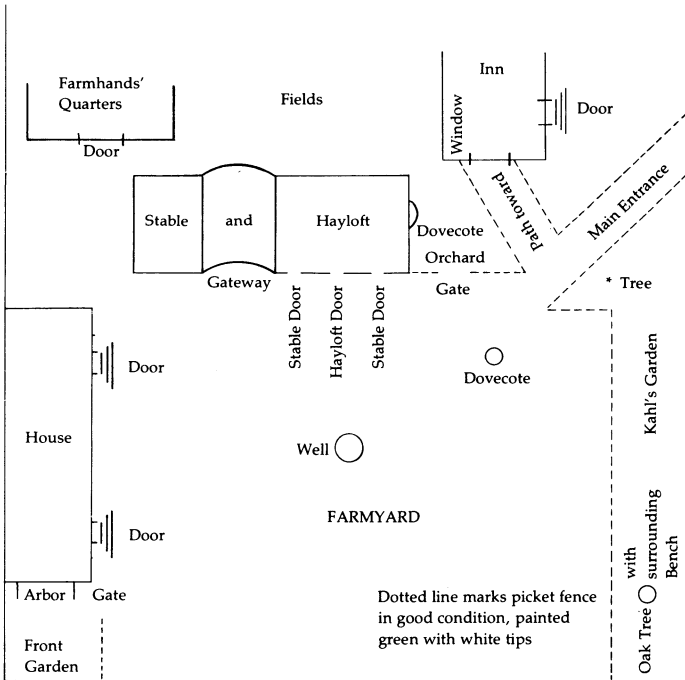 Farmhands'
Quarters
Door
Fields
Inn
Window
Door
Path toward
Main Entrance
Stable
and
Hayloft
Dovecote
Orchard
Gateway
Gate
* Tree
Stable Door
Hayloft Door
Stable Door
Dovecote
Kahl's Garden
Door
House
Well
FARMYARD
Door
Arbor
Gate
Front
Garden
Dotted line marks picket fence
in good condition, painted
green with white tips
Oak Tree with
surrounding
Bench